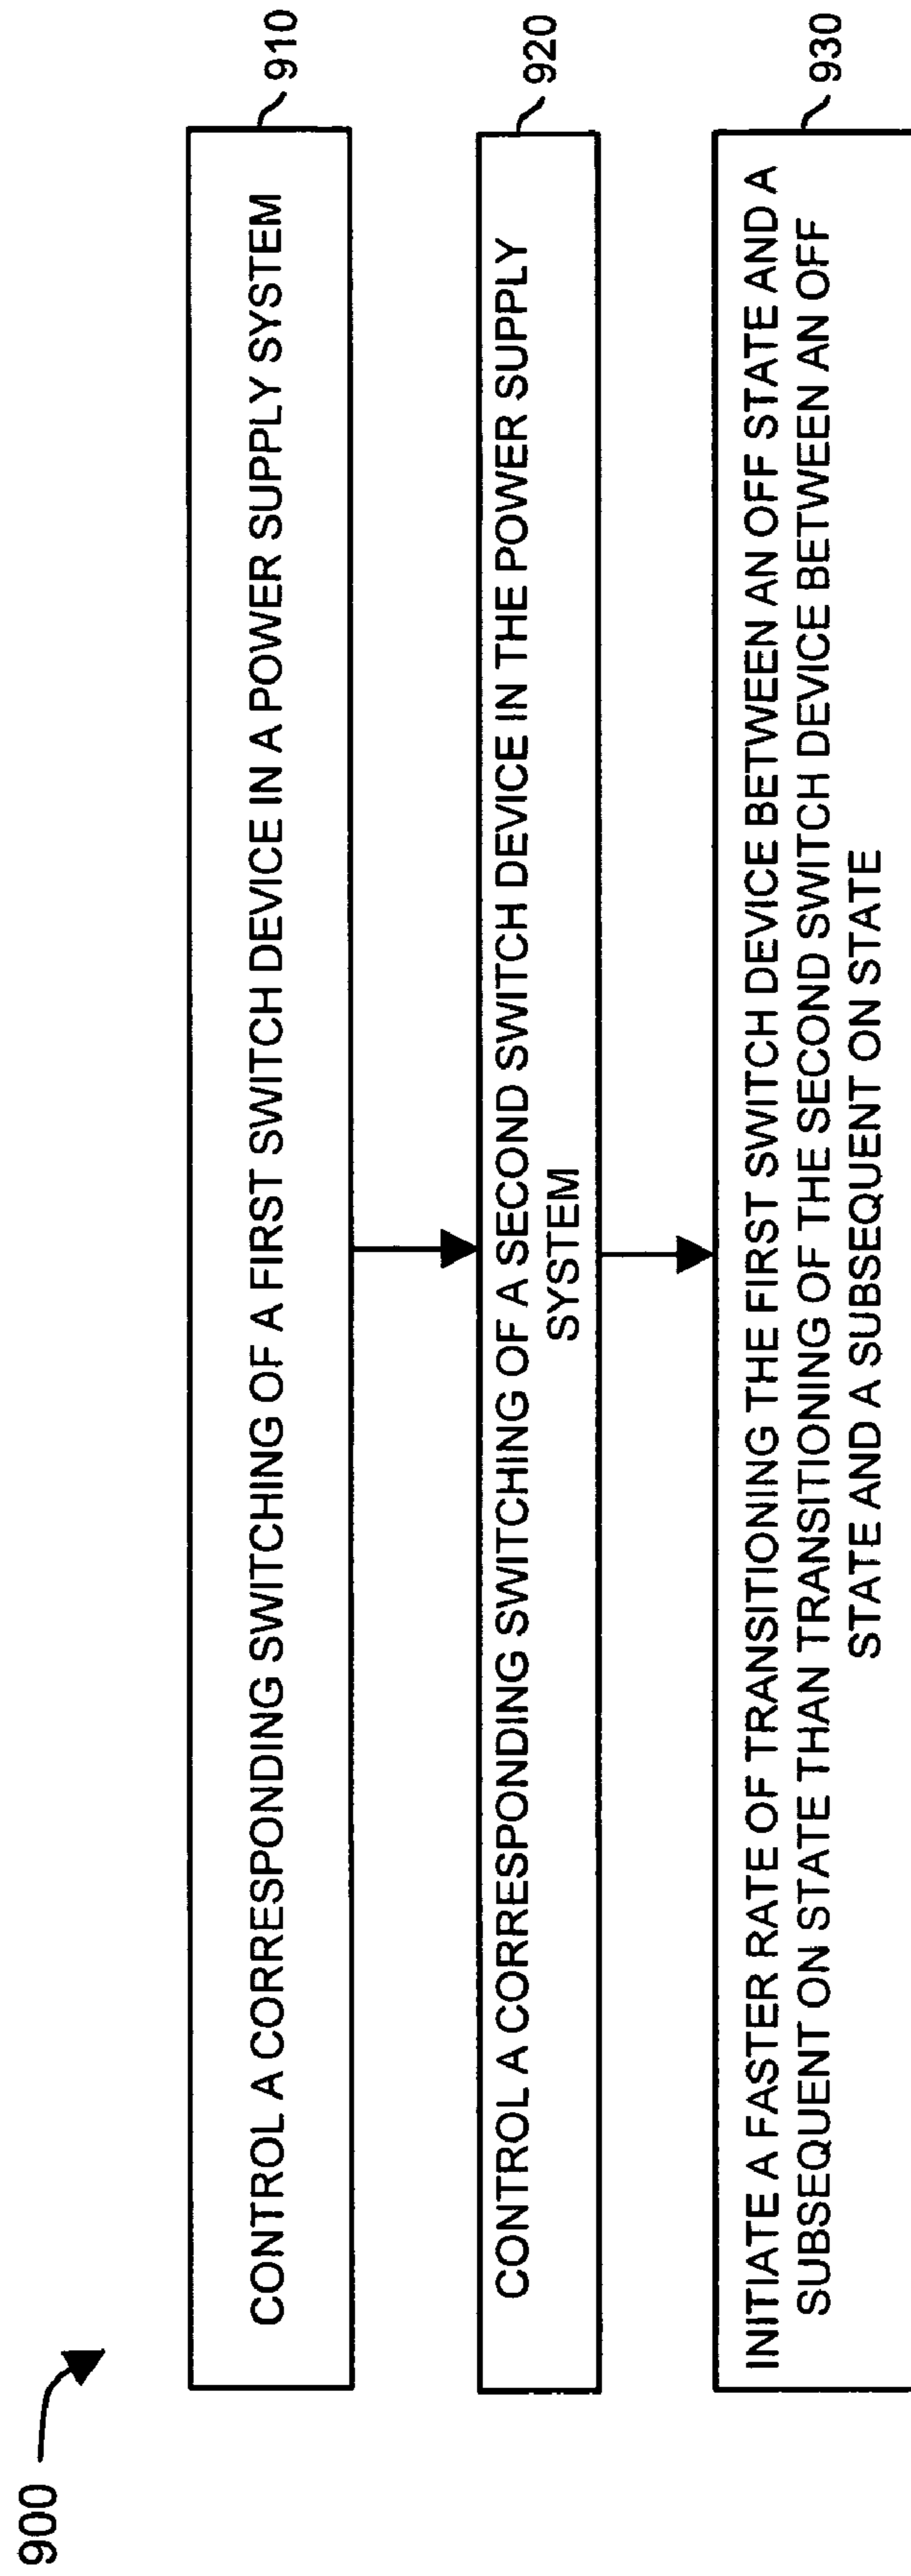 900
CONTROL A CORRESPONDING SWITCHING OF A FIRST SWITCH DEVICE IN A POWER SUPPLY SYSTEM
910
CONTROL A CORRESPONDING SWITCHING OF A SECOND SWITCH DEVICE IN THE POWER SUPPLY
SYSTEM
920
INITIATE A FASTER RATE OF TRANSITIONING THE FIRST SWITCH DEVICE BETWEEN AN OFF STATE AND A
SUBSEQUENT ON STATE THAN TRANSITIONING OF THE SECOND SWITCH DEVICE BETWEEN AN OFF
STATE AND A SUBSEQUENT ON STATE
930